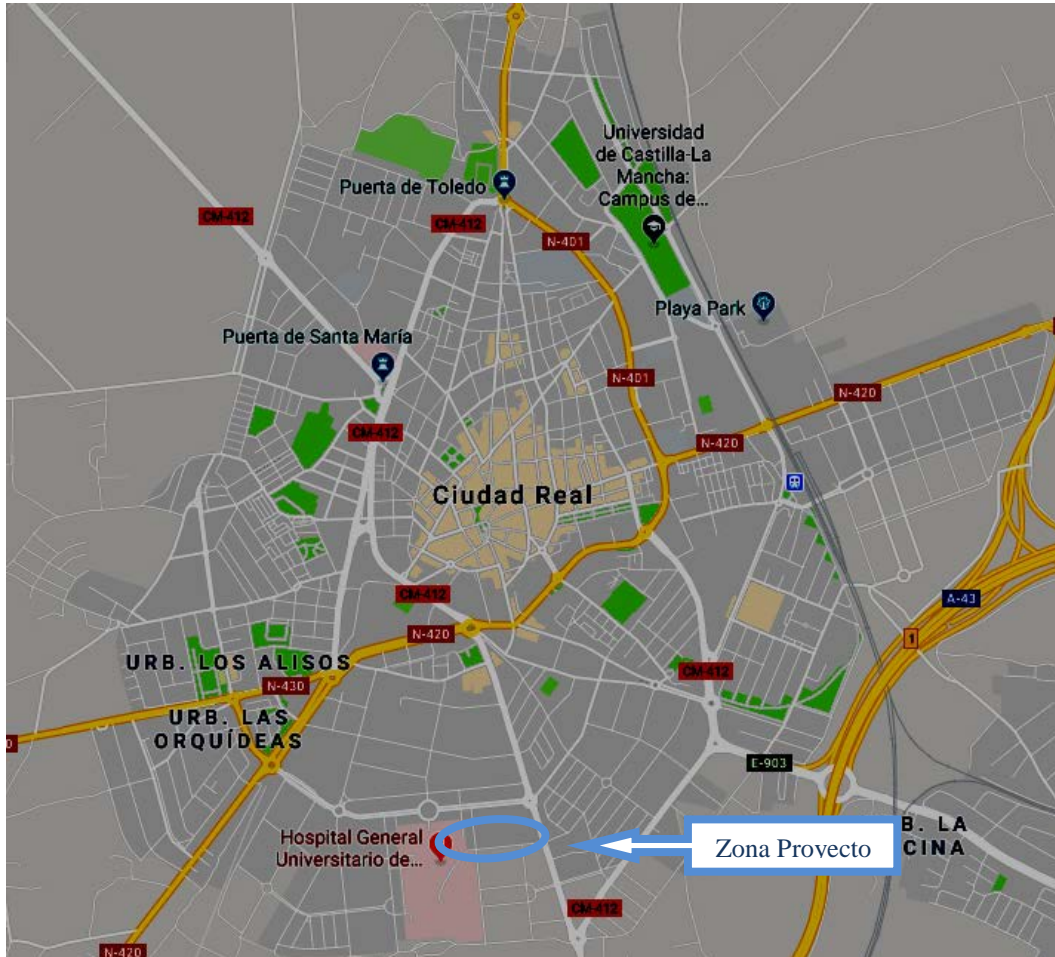 Universidad
de Castilla-La
Mancha:
Campus de...
Puerta de Toledo
CM-412
CM-412
N-401
Playa Park
Puerta de Santa María
N-401
N-420
CM-412
N-420
Ciudad Real
CM-412
A-43
1
N-420
URB. LOS ALISOS
CM-412
N-430
URB. LAS
ORQUÍDEAS
0
E-903
Hospital General
Universitario de...
Zona Proyecto
B. LA
CINA
CM-412
N-420